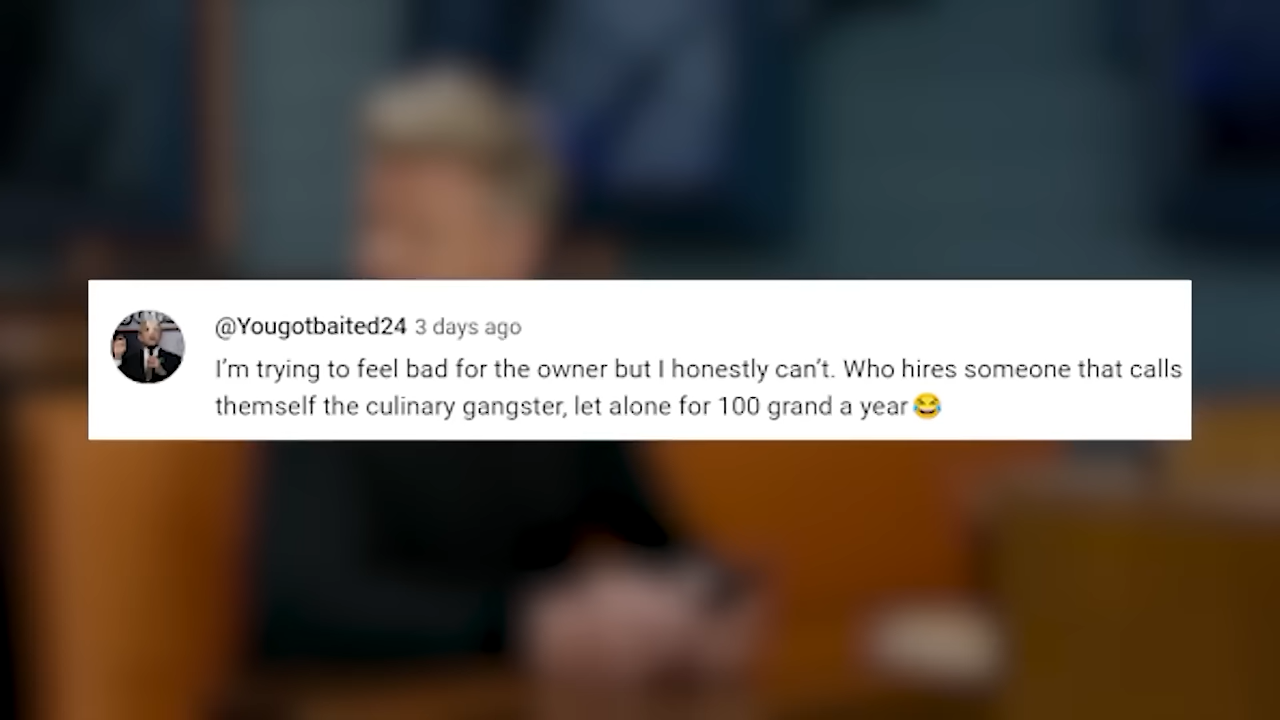 @Yougotbaited24 3 days ago
I’m trying to feel bad for the owner but I honestly can’t. Who hires someone that calls
themself the culinary gangster, let alone for 100 grand a year😂